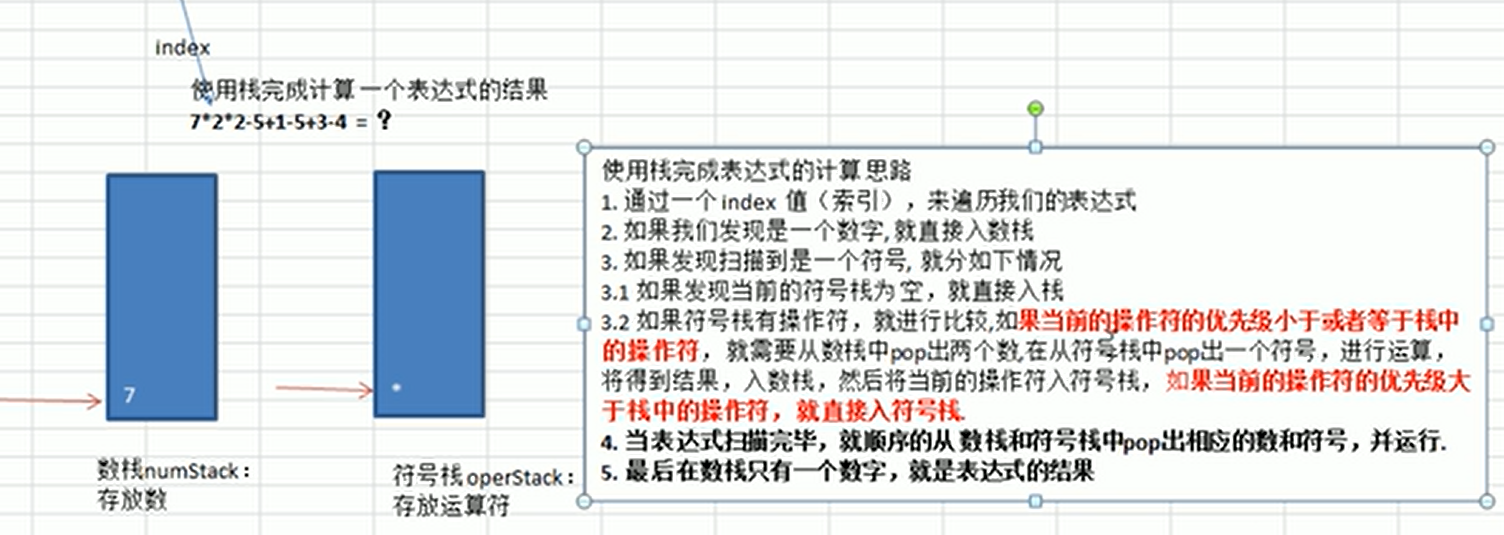 index
使用栈完成计算一个表达式的结果
7*2*2-5+1-5+3-4 = ?
7
*
数栈numStack：
存放数
符号栈operStack：
存放运算符
使用栈完成表达式的计算思路
1. 通过一个 index 值（索引），来遍历我们的表达式
2. 如果我们发现是一个数字,就直接入数栈
3. 如果发现扫描到是一个符号, 就分如下情况
3.1 如果发现当前的符号栈为空，就直接入栈
3.2 如果符号栈有操作符，就进行比较,如果当前的操作符的优先级小于或者等于栈中
的操作符，就需要从数栈中pop出两个数,在从符号栈中pop出一个符号，进行运算，
将得到结果，入数栈，然后将当前的操作符入符号栈，如果当前的操作符的优先级大
于栈中的操作符，就直接入符号栈.
4. 当表达式扫描完毕，就顺序的从数栈和符号栈中pop出相应的数和符号，并运行.
5. 最后在数栈只有一个数字，就是表达式的结果